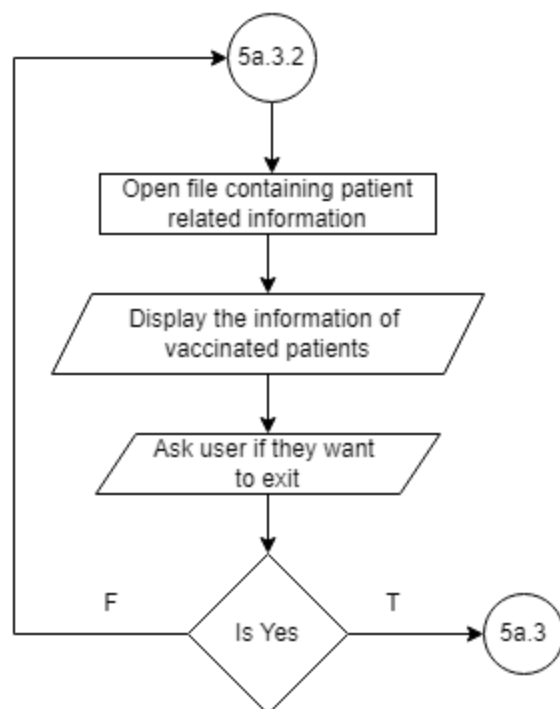 5a.3.2
Open file containing patient
related information
Display the information of
vaccinated patients
Ask user if they want
to exit
F
Is Yes
T
5a.3